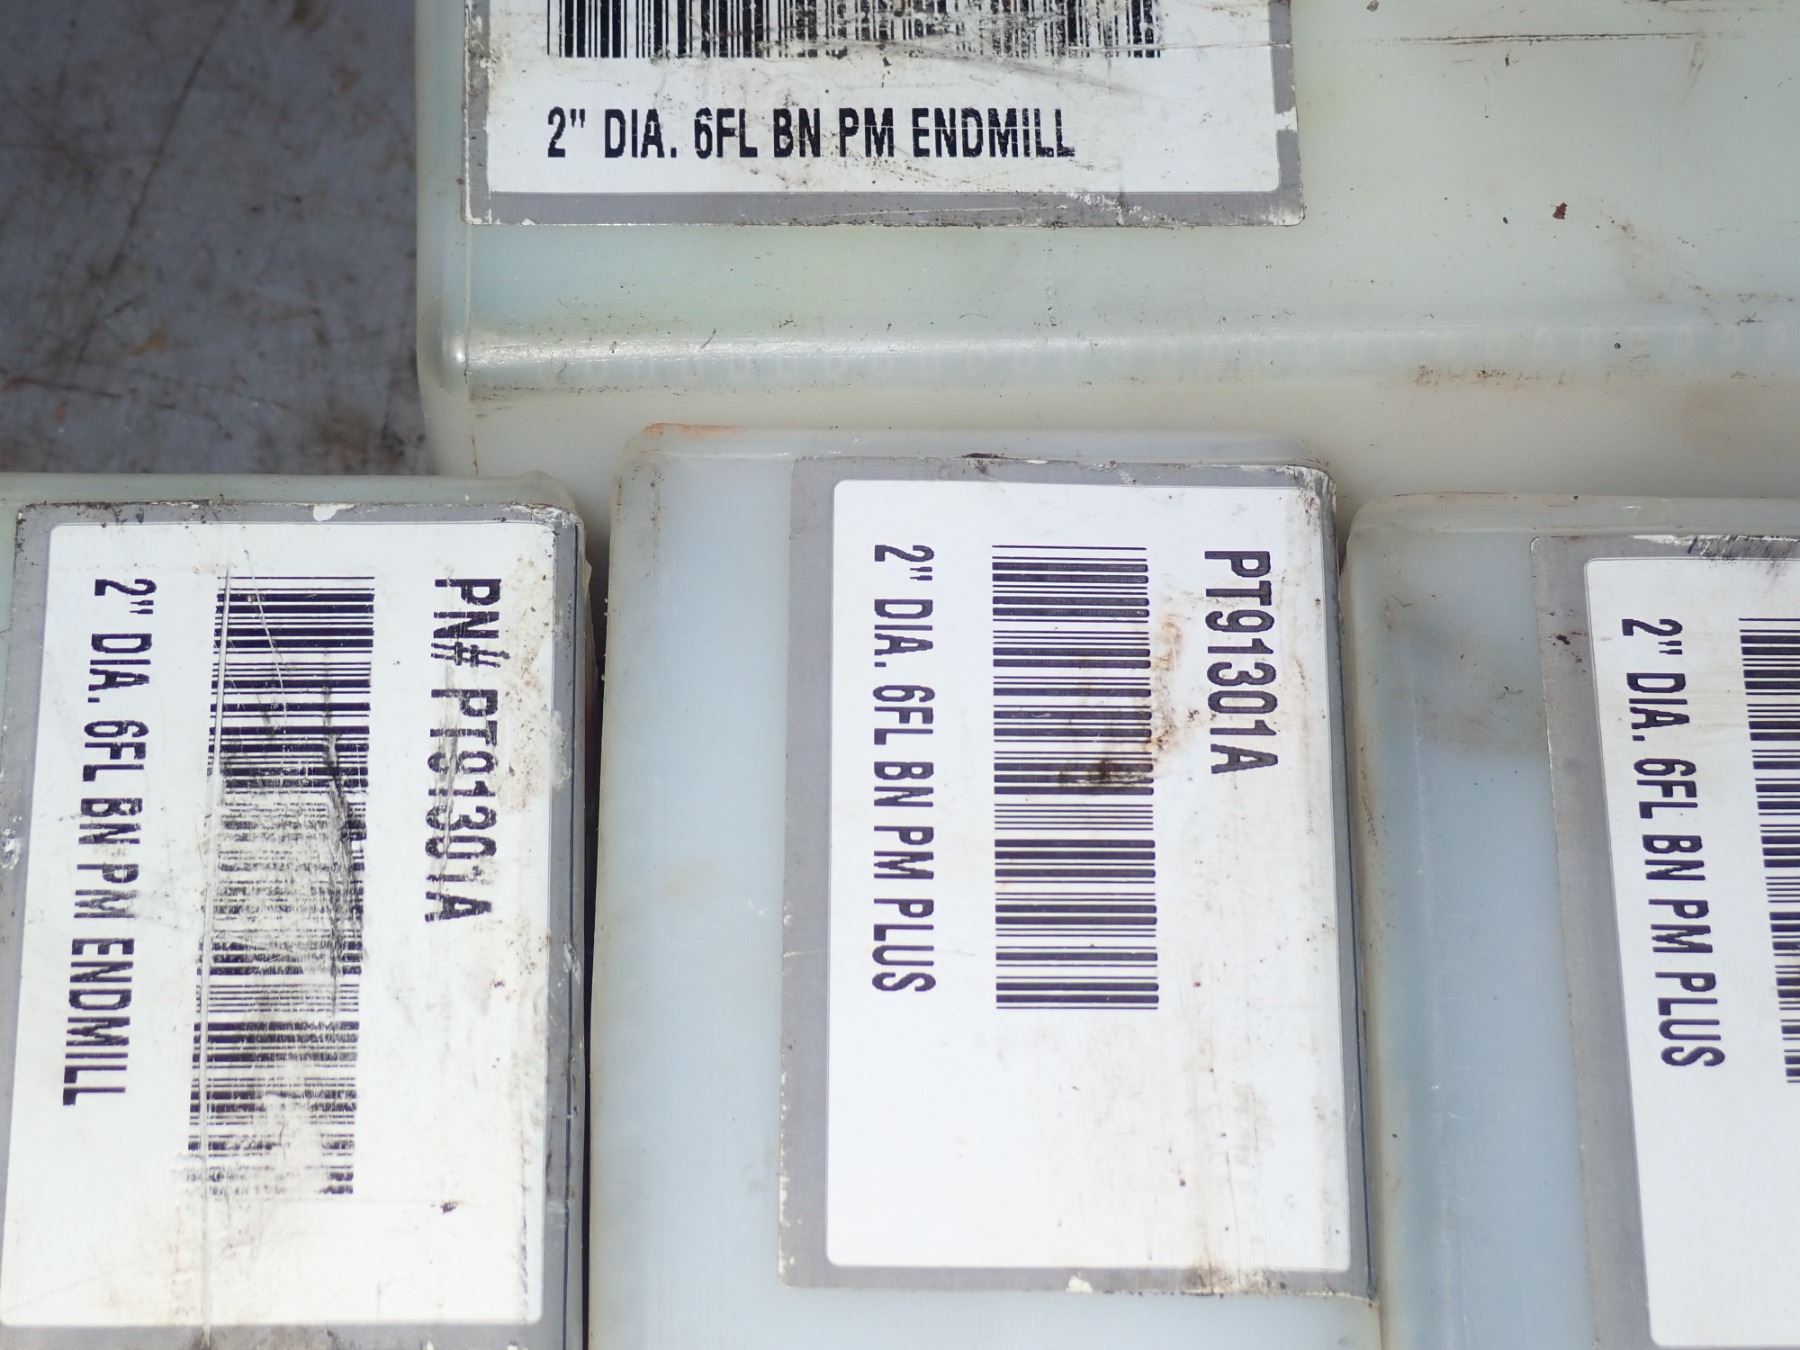 2" DIA. 6FL BN PM ENDMILL
PN# PT91301A
2" DIA. 6FL BN PM ENDMILL
PT91301A
2" DIA. 6FL BN PM PLUS
2" DIA. 6FL BN PM PLUS